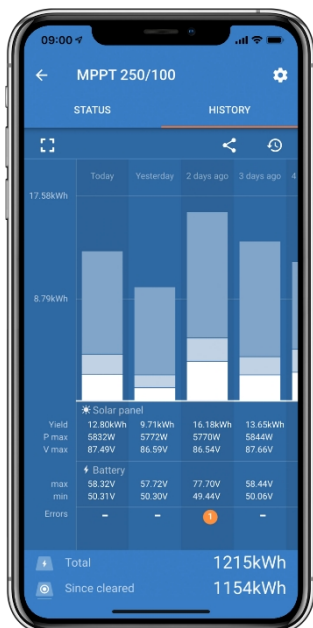 09:00
MPPT 250/100
STATUS HISTORY
Today Yesterday 2 days ago 3 days ago 4
17.58kWh
8.79kWh
Solar panel
Yield 12.80kWh 9.71kWh 16.18kWh 13.65kWh
P max 5832W 5772W 5770W 5844W
V max 87.49V 86.59V 86.54V 87.66V
Battery
max 58.32V 57.72V 77.70V 58.44V
min 50.31V 50.30V 49.44V 50.06V
Errors - - 1 -
Total 1215kWh
Since cleared 1154kWh